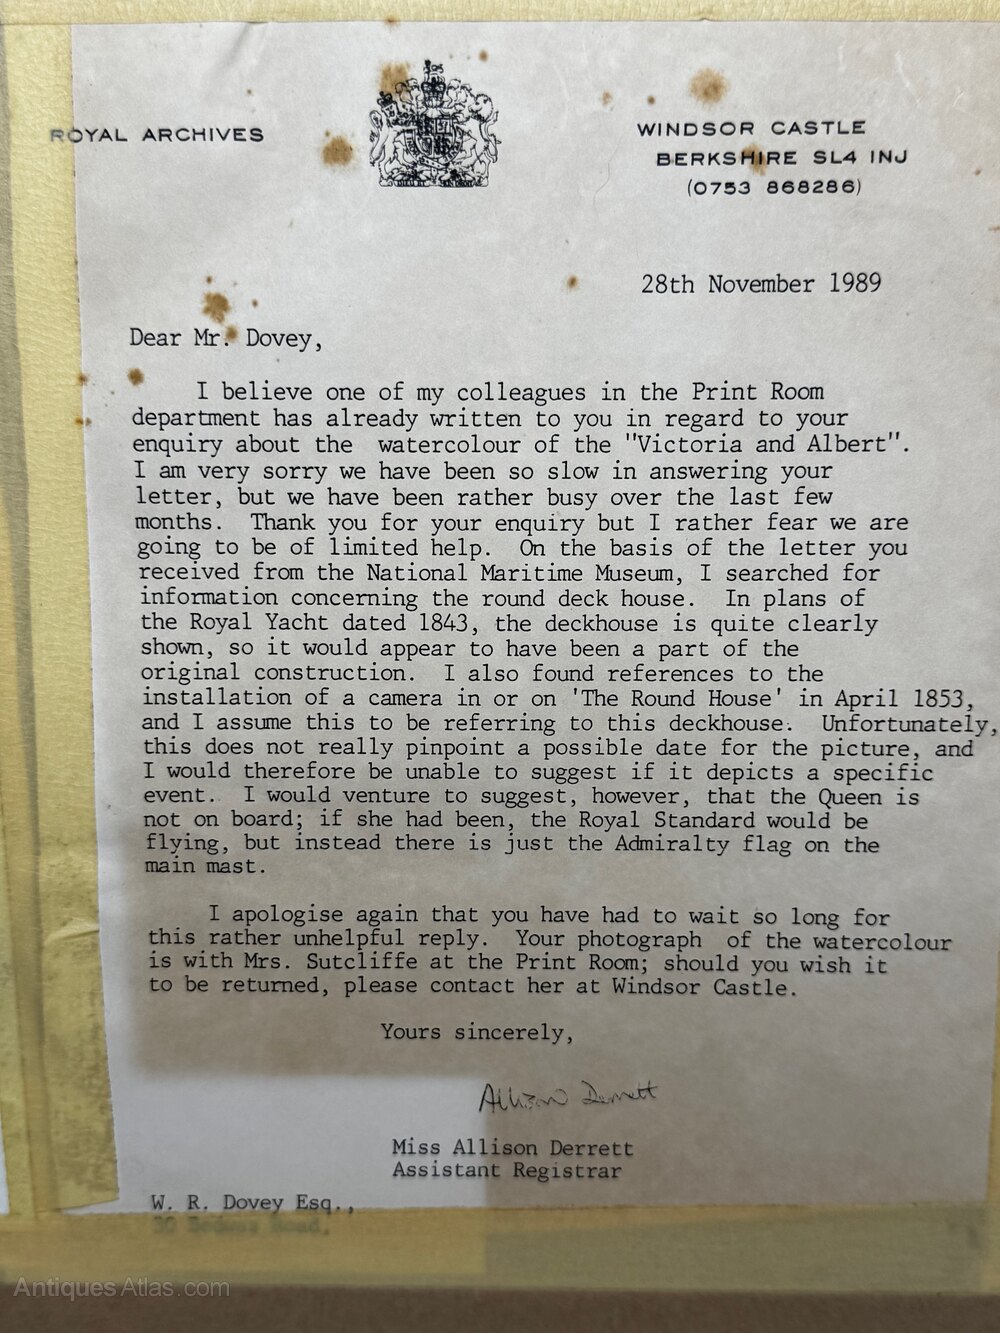 ROYAL ARCHIVES
WINDSOR CASTLE
BERKSHIRE SL4 INJ
(0753 868286)
28th November 1989
Dear Mr. Dovey,
I believe one of my colleagues in the Print Room
department has already written to you in regard to your
enquiry about the watercolour of the "Victoria and Albert".
I am very sorry we have been so slow in answering your
letter, but we have been rather busy over the last few
months. Thank you for your enquiry but I rather fear we are
going to be of limited help. On the basis of the letter you
received from the National Maritime Museum, I searched for
information concerning the round deck house. In plans of
the Royal Yacht dated 1843, the deckhouse is quite clearly
shown, so it would appear to have been a part of the
original construction. I also found references to the
installation of a camera in or on 'The Round House' in April 1853,
and I assume this to be referring to this deckhouse. Unfortunately,
this does not really pinpoint a possible date for the picture, and
I would therefore be unable to suggest if it depicts a specific
event. I would venture to suggest, however, that the Queen is
not on board; if she had been, the Royal Standard would be
flying, but instead there is just the Admiralty flag on the
main mast.
I apologise again that you have had to wait so long for
this rather unhelpful reply. Your photograph of the watercolour
is with Mrs. Sutcliffe at the Print Room; should you wish it
to be returned, please contact her at Windsor Castle.
Yours sincerely,
Allison Derrett
Miss Allison Derrett
Assistant Registrar
W. R. Dovey Esq.,
Road.
Antiques Atlas.com